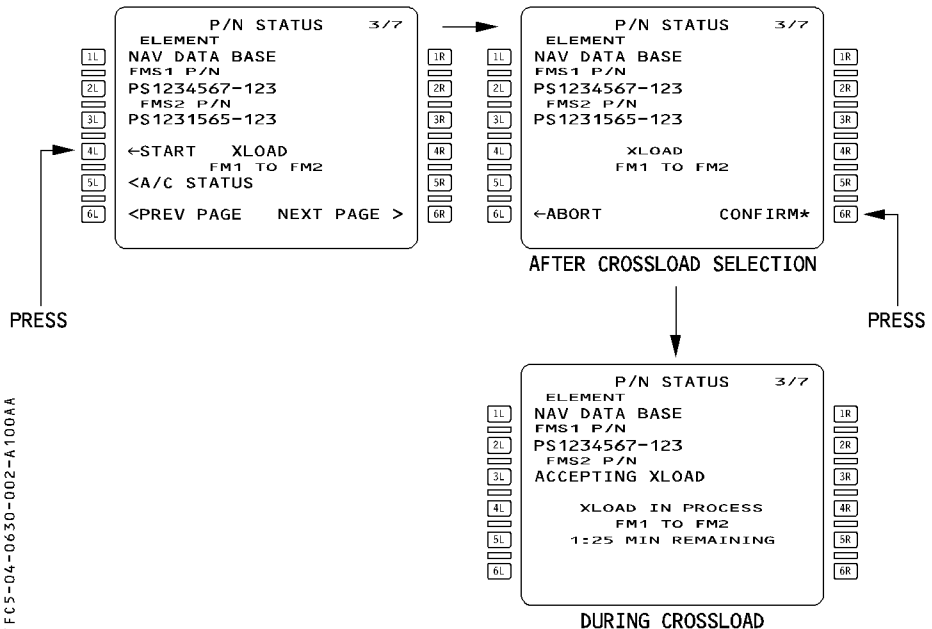 P/N STATUS 3/7
ELEMENT
1L NAV DATA BASE 1R
FMS1 P/N
2L PS1234567-123 2R
FMS2 P/N
3L PS1231565-123 3R
4L ←START XLOAD 4R
FM1 TO FM2
5L <A/C STATUS 5R
6L <PREV PAGE NEXT PAGE > 6R
PRESS
P/N STATUS 3/7
ELEMENT
1L NAV DATA BASE 1R
FMS1 P/N
2L PS1234567-123 2R
FMS2 P/N
3L PS1231565-123 3R
4L XLOAD 4R
FM1 TO FM2
5L 5R
6L ←ABORT CONFIRM* 6R
AFTER CROSSLOAD SELECTION
PRESS
P/N STATUS 3/7
ELEMENT
1L NAV DATA BASE 1R
FMS1 P/N
2L PS1234567-123 2R
FMS2 P/N
3L ACCEPTING XLOAD 3R
4L XLOAD IN PROCESS 4R
FM1 TO FM2
5L 1:25 MIN REMAINING 5R
6L 6R
DURING CROSSLOAD
FC5-04-0630-002-A100AA